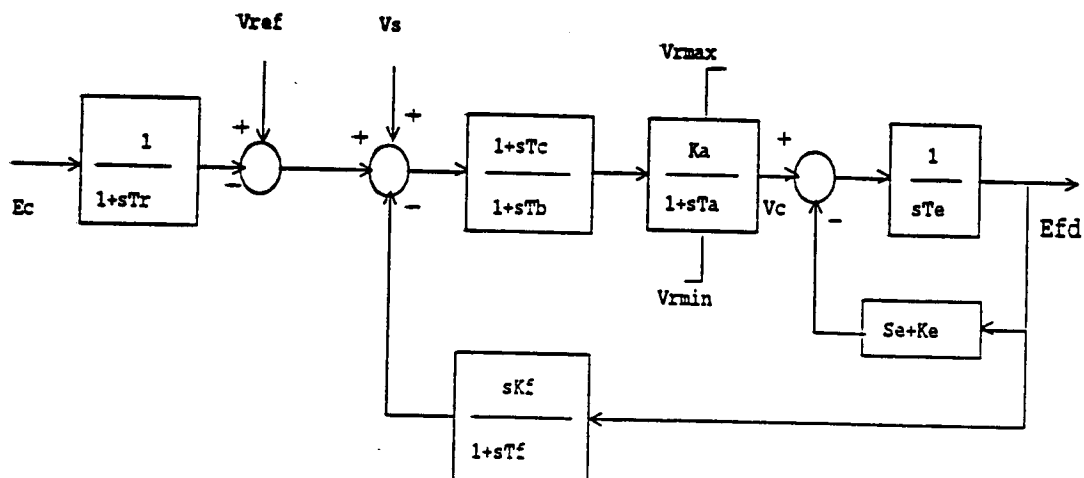 Vref
Vs
Vrmax
+
+
+
+
1
1+sTr
-
-
1+sTc
1+sTb
Ka
1+sTa
-
1
sTe
Ec
Vc
Efd
Vrmin
Se+Ke
sKf
1+sTf